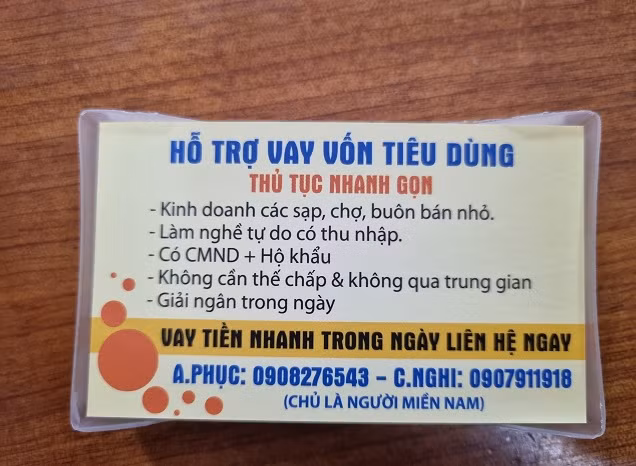 HỖ TRỢ VAY VỐN TIÊU DÙNG
THỦ TỤC NHANH GỌN
- Kinh doanh các sạp, chợ, buôn bán nhỏ.
- Làm nghề tự do có thu nhập.
- Có CMND + Hộ khẩu
- Không cần thế chấp & không qua trung gian
- Giải ngân trong ngày
VAY TIỀN NHANH TRONG NGÀY LIÊN HỆ NGAY
A.PHỤC: 0908276543 - C.NGHI: 0907911918
(CHỦ LÀ NGƯỜI MIỀN NAM)